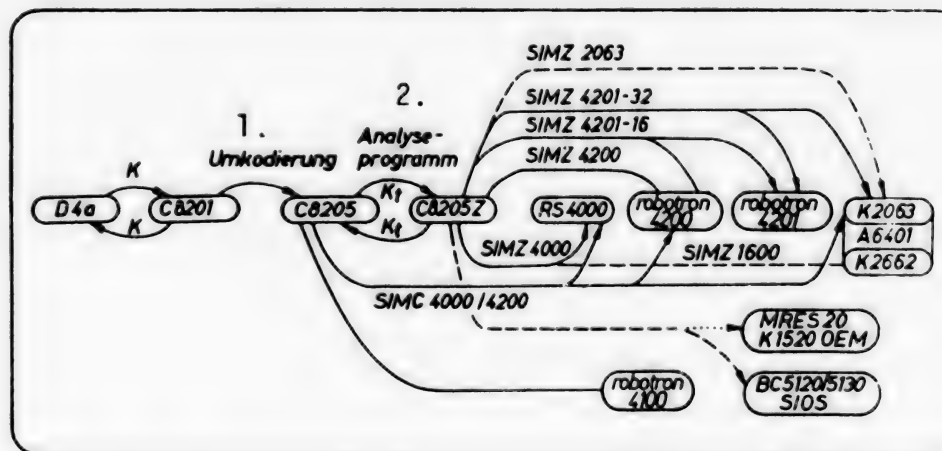 SIMZ 2063
2.
SIMZ 4201-32
1.
Analyse-
programm
SIMZ 4201-16
Umkodierung
SIMZ 4200
K
Kt
D4a
C8201
C8205
C8205Z
RS4000
robotron
4200
robotron
4201
K2063
A6401
K2662
K
Kt
SIMZ 4000
SIMZ 1600
SIMC 4000/4200
MRES 20
K1520 OEM
robotron
4100
BC5120/5130
SIOS